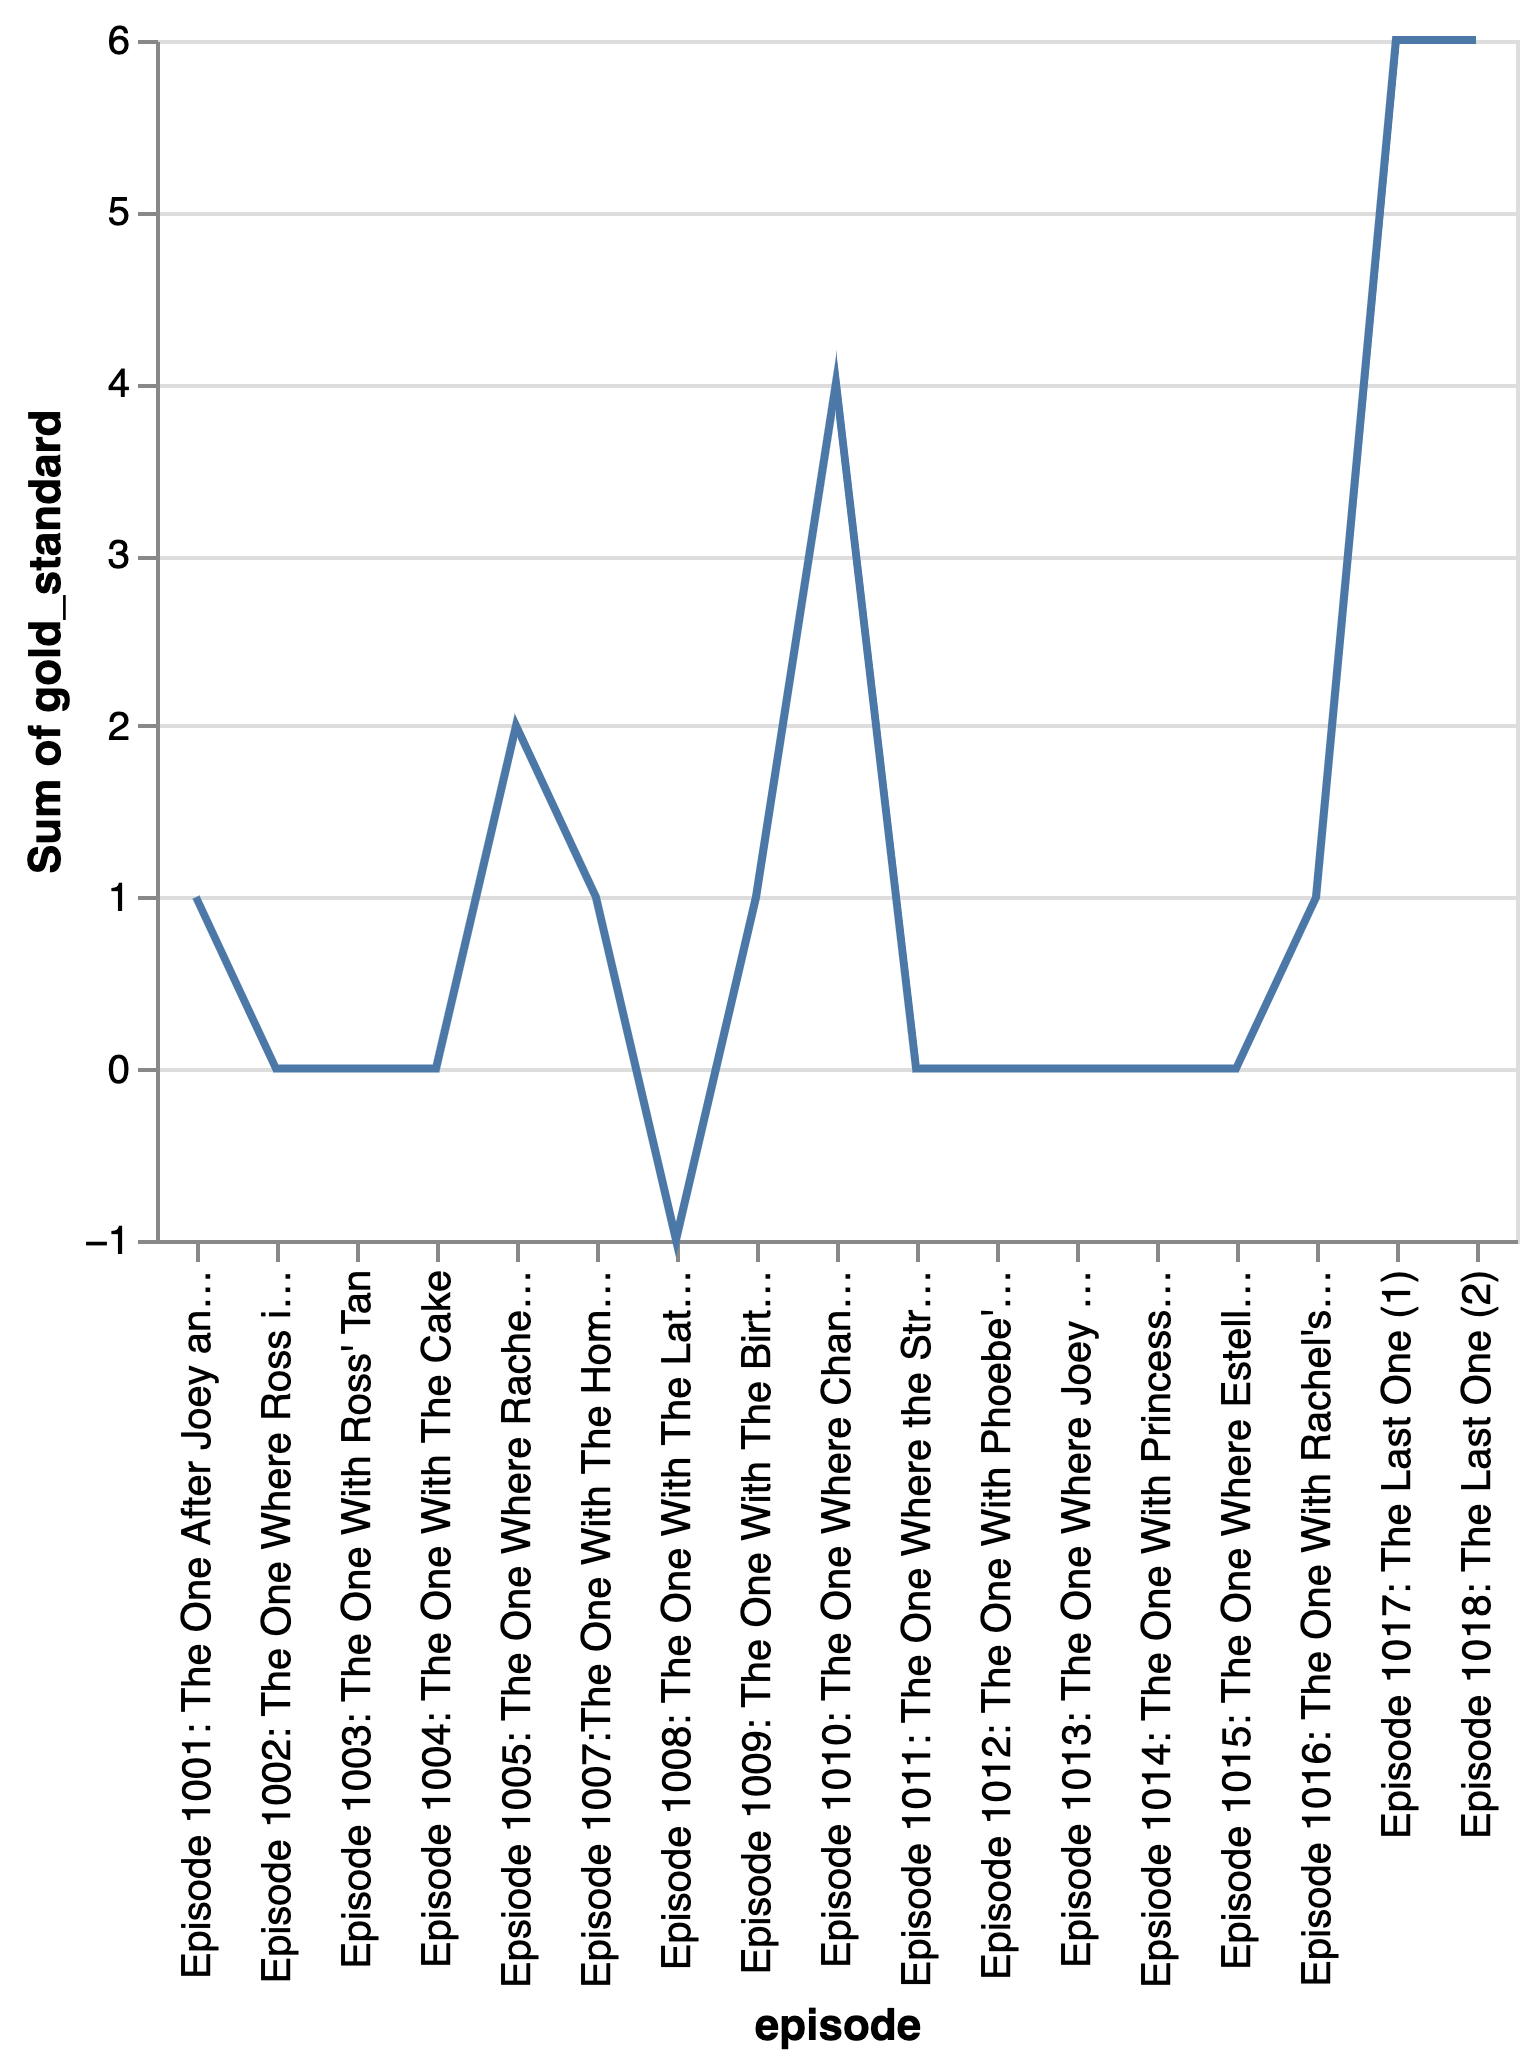 Sum of gold_standard
6
5
4
3
2
1
0
−1
Episode 1001: The One After Joey an…
Episode 1002: The One Where Ross i…
Episode 1003: The One With Ross' Tan
Episode 1004: The One With The Cake
Epsiode 1005: The One Where Rache…
Episode 1007:The One With The Hom…
Episode 1008: The One With The Lat…
Episode 1009: The One With The Birt…
Episode 1010: The One Where Chan…
Episode 1011: The One Where the Str…
Episode 1012: The One With Phoebe'…
Episode 1013: The One Where Joey …
Epsiode 1014: The One With Princess…
Episode 1015: The One Where Estell…
Episode 1016: The One With Rachel's…
Episode 1017: The Last One (1)
Episode 1018: The Last One (2)
episode